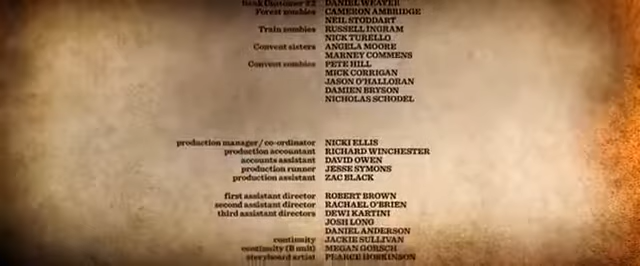 Bank Customer #2 DANIEL WEAVER
Forest zombies CAMERON AMBRIDGE
NEIL STODDART
Train zombies RUSSELL INGRAM
NICK TURELLO
Convent sisters ANGELA MOORE
MARNEY COMMENS
Convent zombies PETE HILL
MICK CORRIGAN
JASON O'HALLORAN
DAMIEN BRYSON
NICHOLAS SCHODEL
production manager/co-ordinator NICKI ELLIS
production accountant RICHARD WINCHESTER
accounts assistant DAVID OWEN
production runner JESSE SYMONS
production assistant ZAC BLACK
first assistant director ROBERT BROWN
second assistant director RACHAEL O'BRIEN
third assistant directors DEWI KARTINI
JOSH LONG
DANIEL ANDERSON
continuity JACKIE SULLIVAN
continuity (B unit) MEGAN GORSCH
storyboard artist PEARCE HOSKINSON